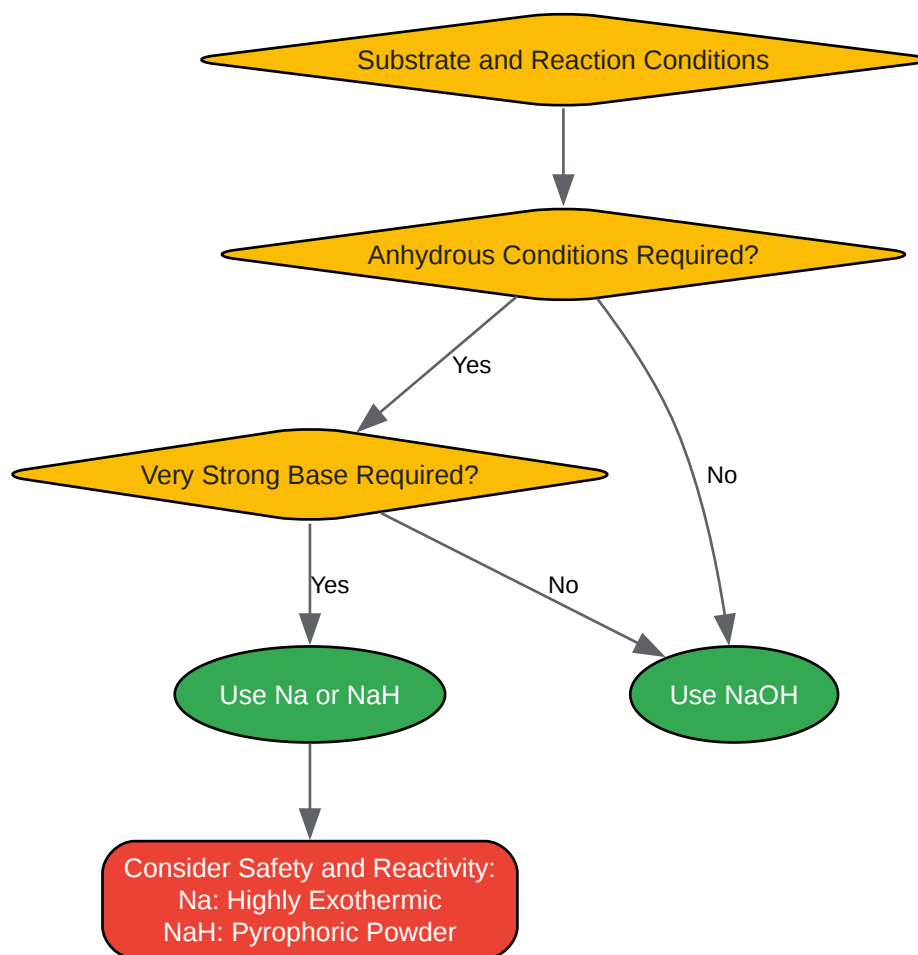 Substrate and Reaction Conditions
Anhydrous Conditions Required?
Yes
No
Very Strong Base Required?
Yes
No
Use Na or NaH
Use NaOH
Consider Safety and Reactivity:
Na: Highly Exothermic
NaH: Pyrophoric Powder